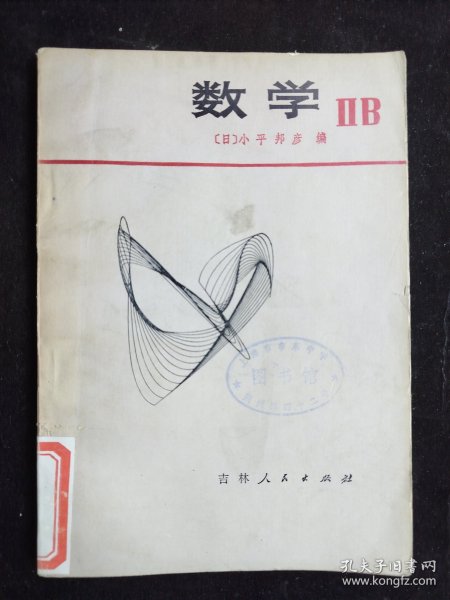 数学 ⅡB
〔日〕小平邦彦 编
图书馆
吉林人民出版社
孔夫子旧书网
www.kongfz.com